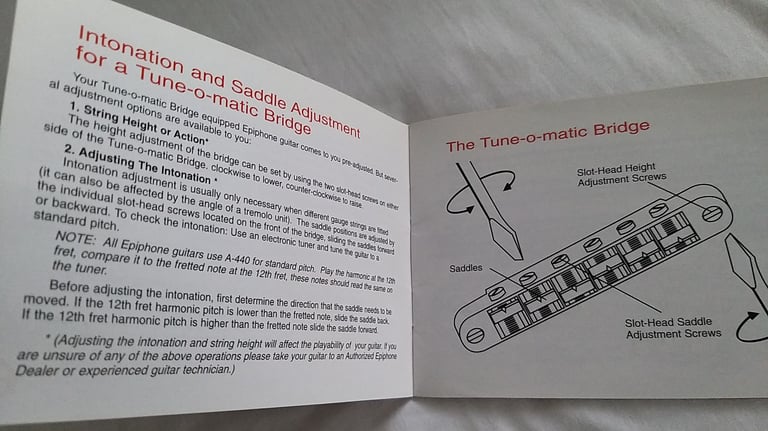 Intonation and Saddle Adjustment
for a Tune-o-matic Bridge
Your Tune-o-matic Bridge equipped Epiphone guitar comes to you pre-adjusted. But sever-
al adjustment options are available to you:
1. String Height or Action*
The height adjustment of the bridge can be set by using the two slot-head screws on either
side of the Tune-o-matic Bridge. clockwise to lower, counter-clockwise to raise.
2. Adjusting The Intonation *
Intonation adjustment is usually only necessary when different gauge strings are fitted
(it can also be affected by the angle of a tremolo unit). The saddle positions are adjusted by
the individual slot-head screws located on the front of the bridge, sliding the saddles forward
or backward. To check the intonation: Use an electronic tuner and tune the guitar to a
standard pitch.
NOTE: All Epiphone guitars use A-440 for standard pitch. Play the harmonic at the 12th
fret, compare it to the fretted note at the 12th fret, these notes should read the same on
the tuner.
Before adjusting the intonation, first determine the direction that the saddle needs to be
moved. If the 12th fret harmonic pitch is lower than the fretted note, slide the saddle back.
If the 12th fret harmonic pitch is higher than the fretted note slide the saddle forward.
* (Adjusting the intonation and string height will affect the playability of your guitar. If you
are unsure of any of the above operations please take your guitar to an Authorized Epiphone
Dealer or experienced guitar technician.)
The Tune-o-matic Bridge
Slot-Head Height
Adjustment Screws
Saddles
Slot-Head Saddle
Adjustment Screws